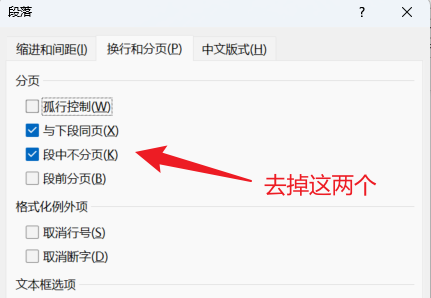 段落
? ×
缩进和间距(I) 换行和分页(P) 中文版式(H)
分页
孤行控制(W)
与下段同页(X)
段中不分页(K)
段前分页(B)
去掉这两个
格式化例外项
取消行号(S)
取消断字(D)
文本框选项